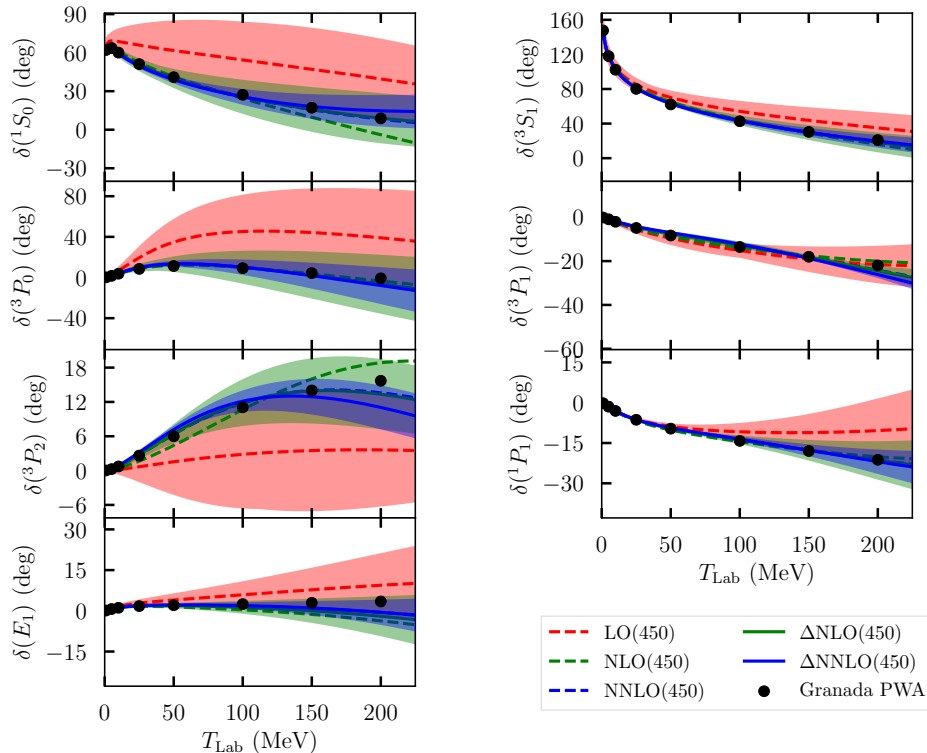 90
60
30
0
−30
δ(¹S₀) (deg)
80
40
0
−40
δ(³P₀) (deg)
18
12
6
0
−6
δ(³P₂) (deg)
30
15
0
−15
δ(E₁) (deg)
0 50 100 150 200
T_Lab (MeV)
160
120
80
40
0
δ(³S₁) (deg)
0
−20
−40
−60
δ(³P₁) (deg)
15
0
−15
−30
δ(¹P₁) (deg)
0 50 100 150 200
T_Lab (MeV)
LO(450)
NLO(450)
NNLO(450)
ΔNLO(450)
ΔNNLO(450)
Granada PWA